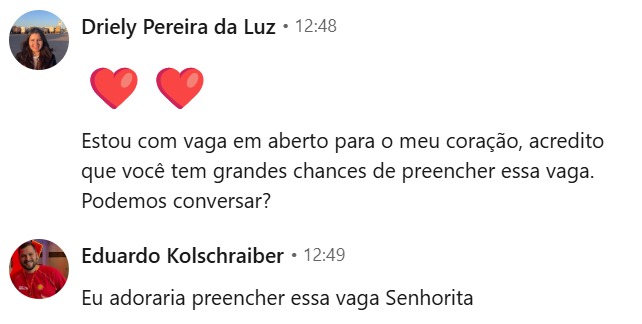 Driely Pereira da Luz • 12:48
Estou com vaga em aberto para o meu coração, acredito
que você tem grandes chances de preencher essa vaga.
Podemos conversar?
Eduardo Kolschraiber • 12:49
Eu adoraria preencher essa vaga Senhorita